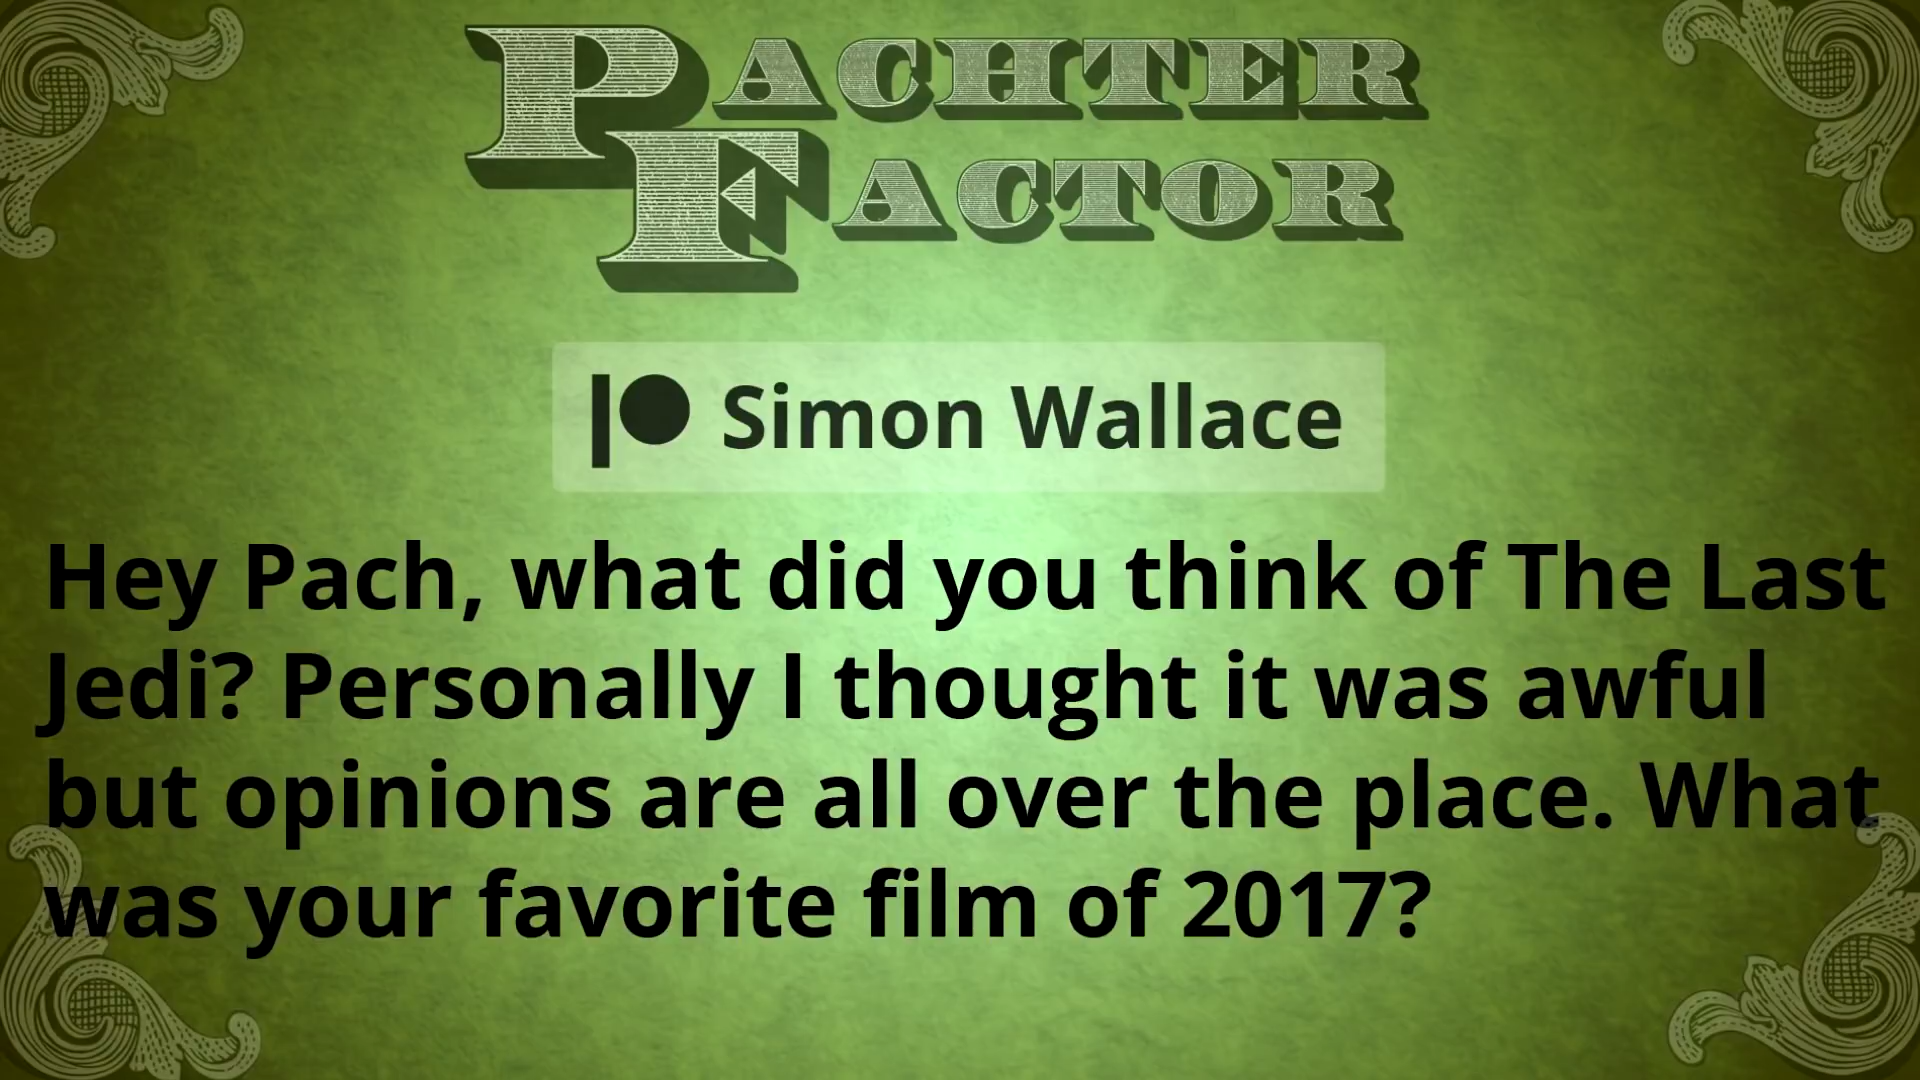 PACHTER
FACTOR
Simon Wallace
Hey Pach, what did you think of The Last
Jedi? Personally I thought it was awful
but opinions are all over the place. What
was your favorite film of 2017?